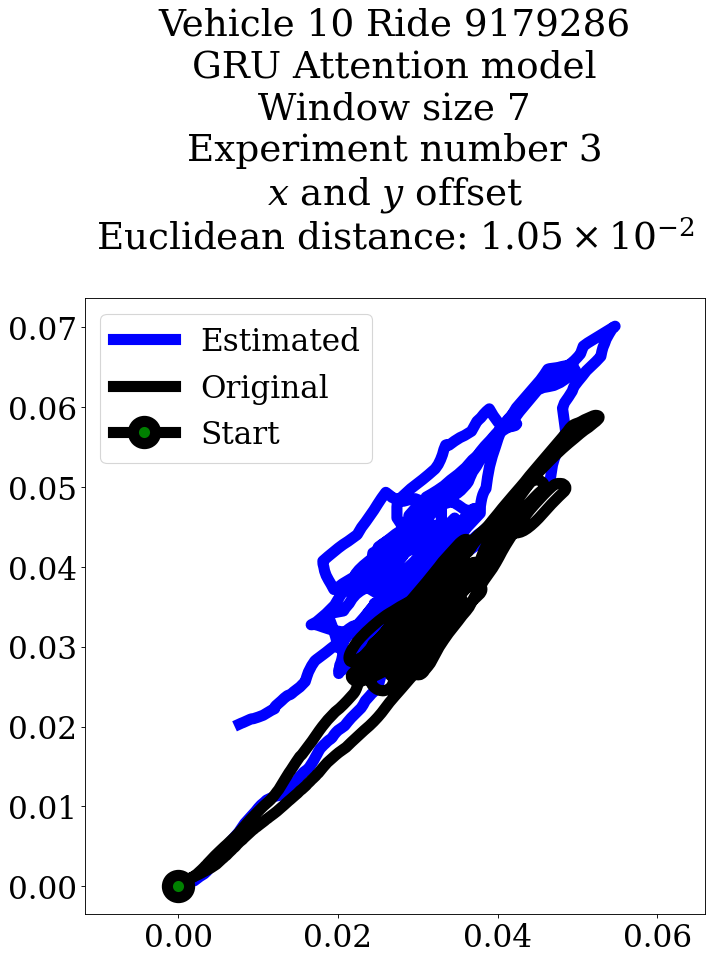 Vehicle 10 Ride 9179286
GRU Attention model
Window size 7
Experiment number 3
x and y offset
Euclidean distance: 1.05 × 10⁻²
Estimated
Original
Start
0.07
0.06
0.05
0.04
0.03
0.02
0.01
0.00
0.00 0.02 0.04 0.06